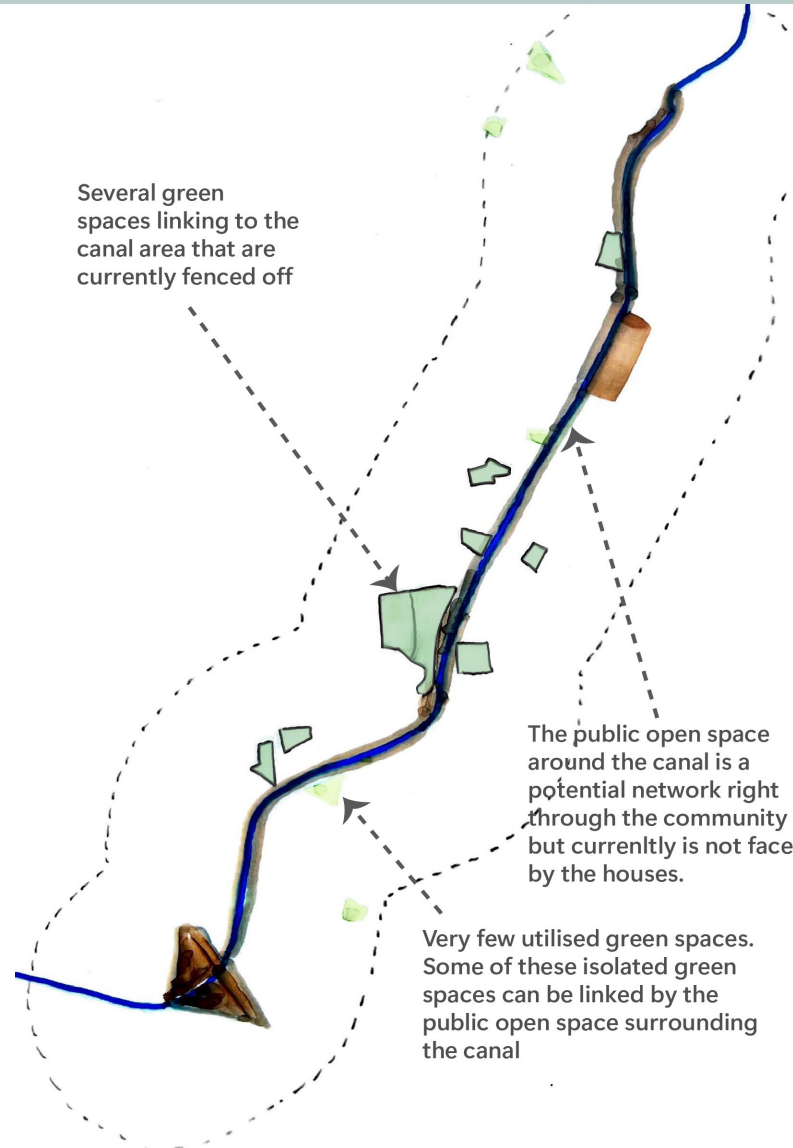 Several green
spaces linking to the
canal area that are
currently fenced off
The public open space
around the canal is a
potential network right
through the community
but currenltly is not face
by the houses.
Very few utilised green spaces.
Some of these isolated green
spaces can be linked by the
public open space surrounding
the canal